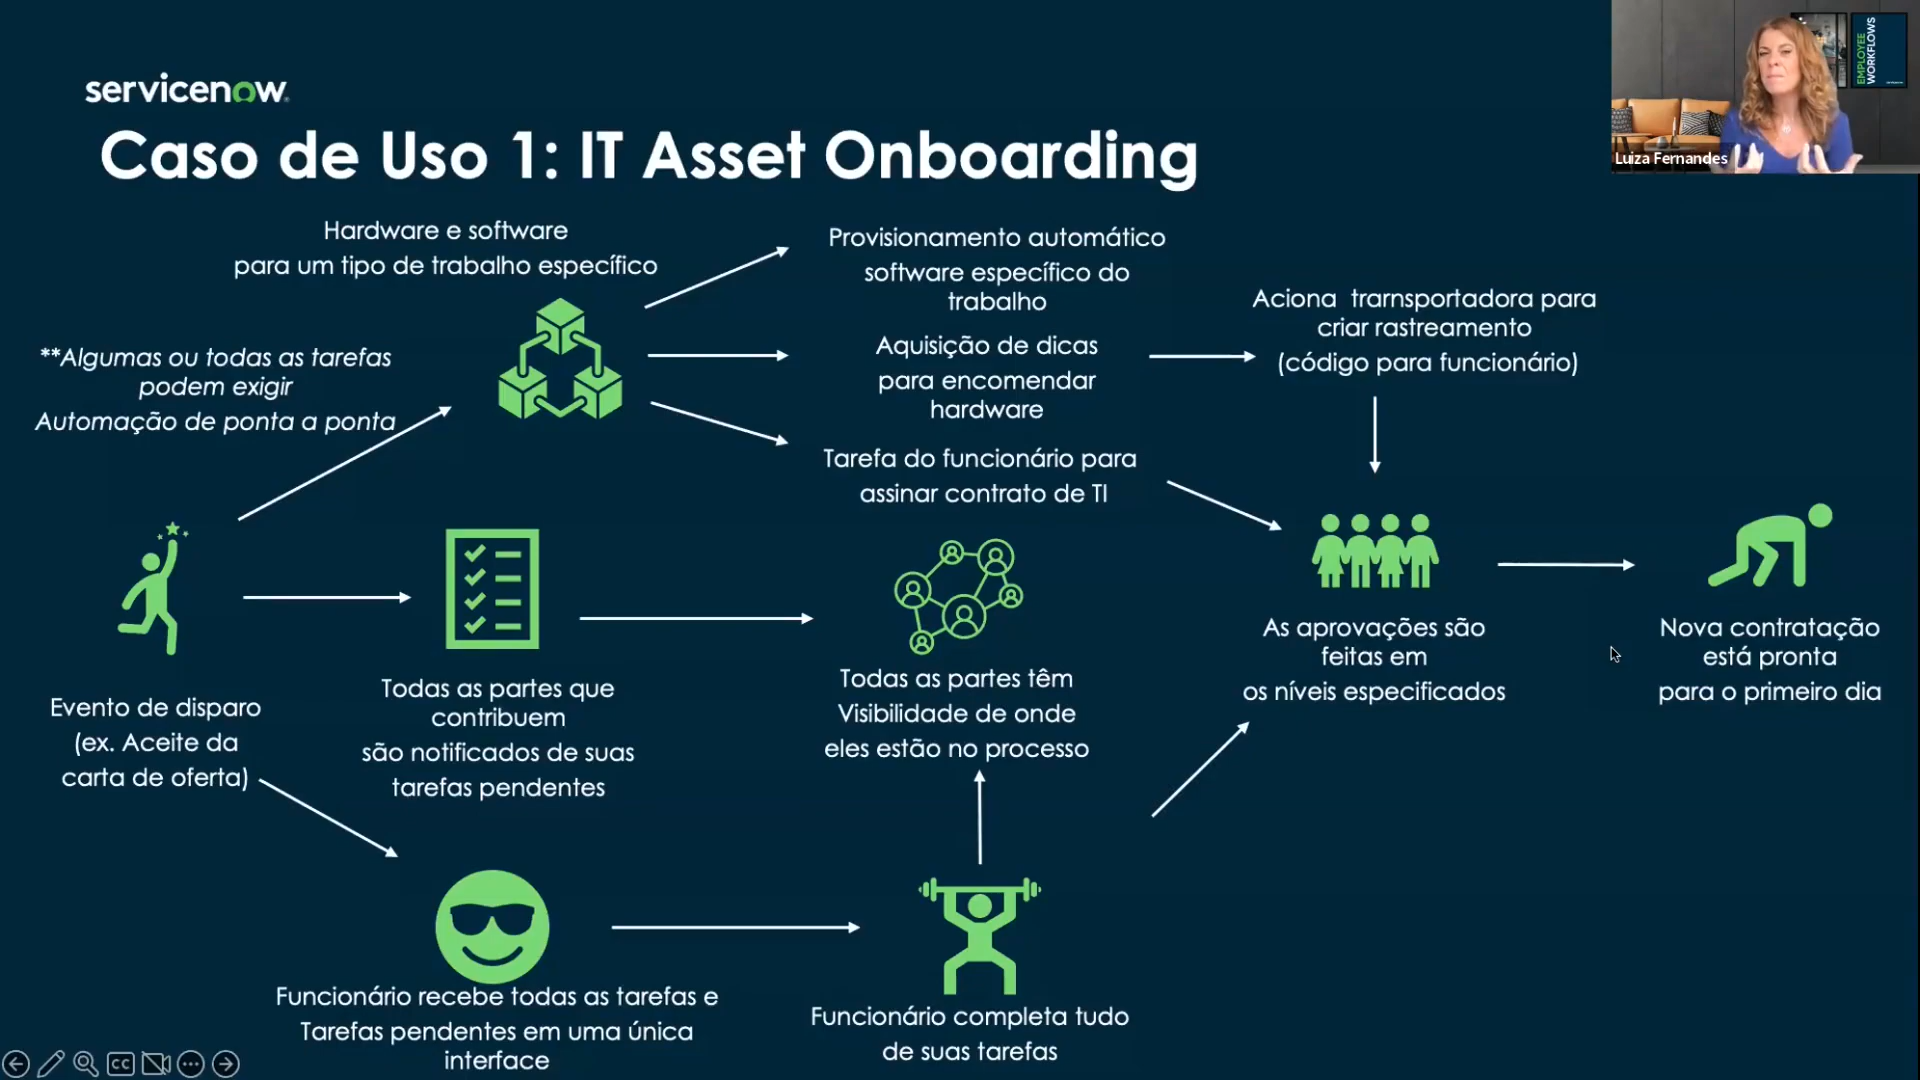 servicenow
Caso de Uso 1: IT Asset Onboarding
EMPLOYEE
WORKFLOWS
Luiza Fernandes
Hardware e software
para um tipo de trabalho específico
Provisionamento automático
software específico do
trabalho
**Algumas ou todas as tarefas
podem exigir
Automação de ponta a ponta
Aquisição de dicas
para encomendar
hardware
Aciona trarnsportadora para
criar rastreamento
(código para funcionário)
Tarefa do funcionário para
assinar contrato de TI
Evento de disparo
(ex. Aceite da
carta de oferta)
Todas as partes que
contribuem
são notificados de suas
tarefas pendentes
Todas as partes têm
Visibilidade de onde
eles estão no processo
As aprovações são
feitas em
os níveis especificados
Nova contratação
está pronta
para o primeiro dia
Funcionário recebe todas as tarefas e
Tarefas pendentes em uma única
interface
Funcionário completa tudo
de suas tarefas
CC